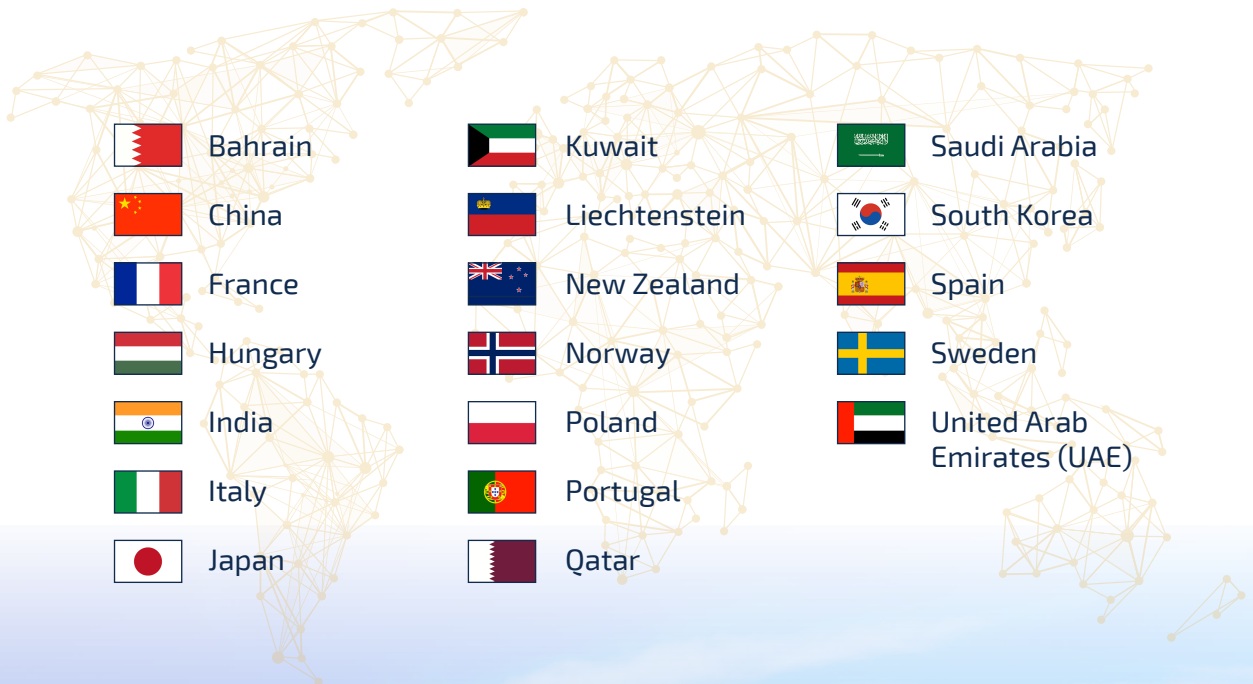 Bahrain
China
France
Hungary
India
Italy
Japan
Kuwait
Liechtenstein
New Zealand
Norway
Poland
Portugal
Qatar
Saudi Arabia
South Korea
Spain
Sweden
United Arab
Emirates (UAE)